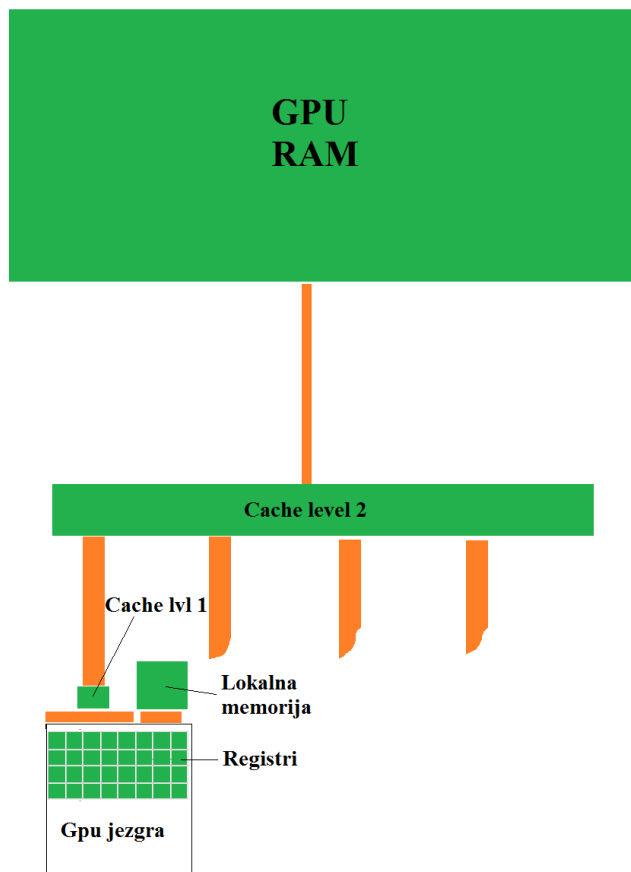 GPU
RAM
Cache level 2
Cache lvl 1
Lokalna
memorija
Registri
Gpu jezgra